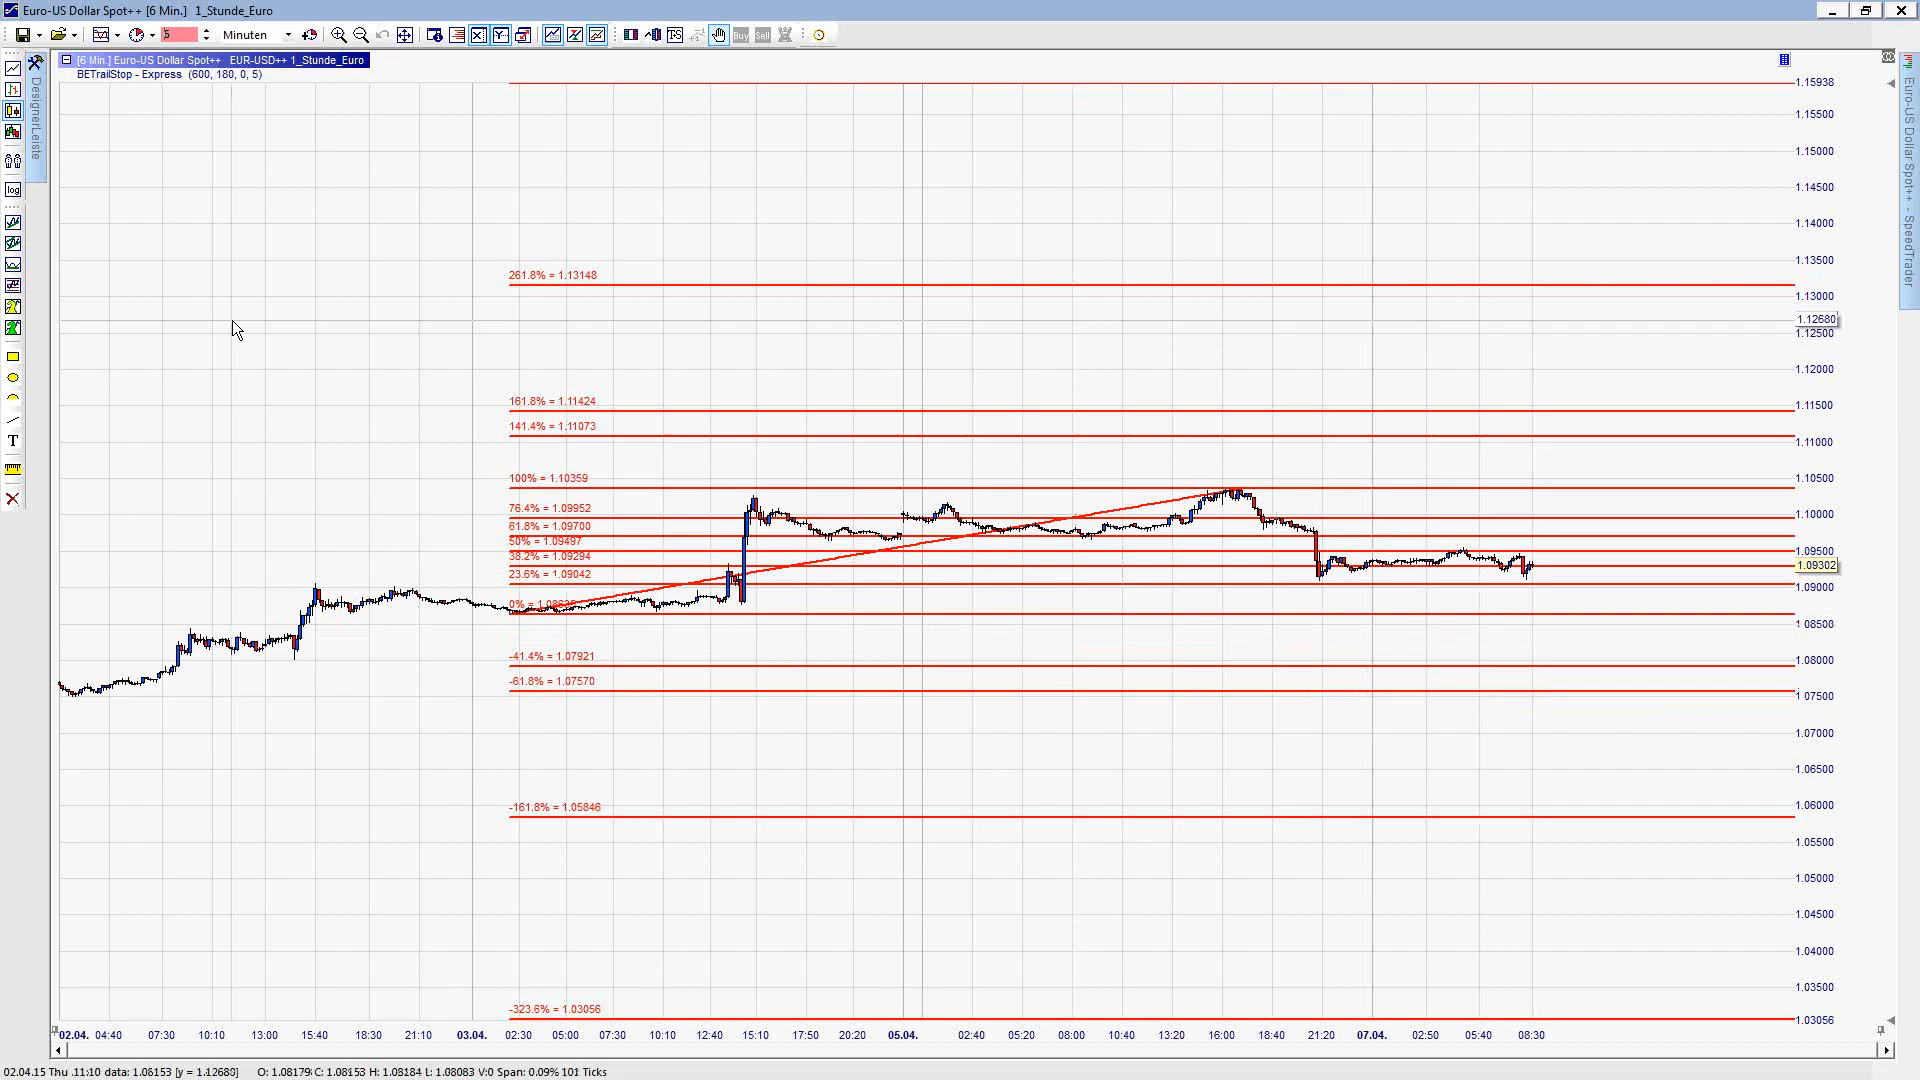 Euro-US Dollar Spot++ [6 Min.] 1_Stunde_Euro
5 Minuten Buy Sell
[6 Min.] Euro-US Dollar Spot++ EUR-USD++ 1_Stunde_Euro
BETrailStop - Express (600, 180, 0, 5)
DesignerLeiste
log
T
Euro-US Dollar Spot++ - SpeedTrader
1.15938
1.15500
1.15000
1.14500
1.14000
1.13500
261.8% = 1.13148
1.13000
1.12680
1.12500
1.12000
161.8% = 1.11424
1.11500
141.4% = 1.11073
1.11000
100% = 1.10359
1.10500
76.4% = 1.09952
1.10000
61.8% = 1.09700
50% = 1.09497
1.09500
38.2% = 1.09294
1.09302
23.6% = 1.09042
1.09000
0% =
1.08500
-41.4% = 1.07921
1.08000
-61.8% = 1.07570
1.07500
1.07000
1.06500
-161.8% = 1.05846
1.06000
1.05500
1.05000
1.04500
1.04000
1.03500
-323.6% = 1.03056
1.03056
02.04. 04:40 07:30 10:10 13:00 15:40 18:30 21:10 03.04. 02:30 05:00 07:30 10:10 12:40 15:10 17:50 20:20 05.04. 02:40 05:20 08:00 10:40 13:20 16:00 18:40 21:20 07.04. 02:50 05:40 08:30
02.04.15 Thu .11:10 data: 1.08153 [y = 1.12680] O: 1.08179 C: 1.08153 H: 1.08184 L: 1.08083 V:0 Span: 0.09% 101 Ticks